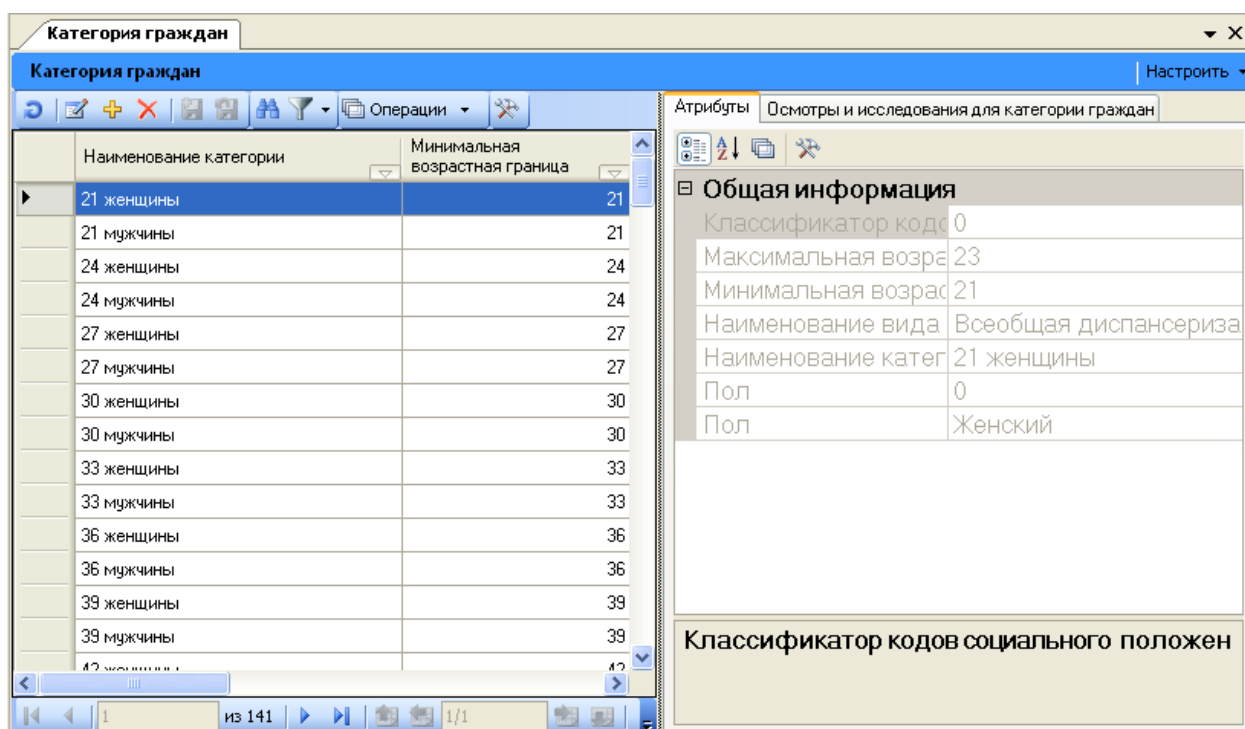 Категория граждан
Категория граждан
Настроить
Операции
Атрибуты
Осмотры и исследования для категории граждан
Наименование категории
Минимальная
возрастная граница
21 женщины 21
21 мужчины 21
24 женщины 24
24 мужчины 24
27 женщины 27
27 мужчины 27
30 женщины 30
30 мужчины 30
33 женщины 33
33 мужчины 33
36 женщины 36
36 мужчины 36
39 женщины 39
39 мужчины 39
42 женщины 42
1 из 141 1/1
Общая информация
Классификатор кодо 0
Максимальная возра 23
Минимальная возрас 21
Наименование вида Всеобщая диспансериза
Наименование катег 21 женщины
Пол 0
Пол Женский
Классификатор кодов социального положен